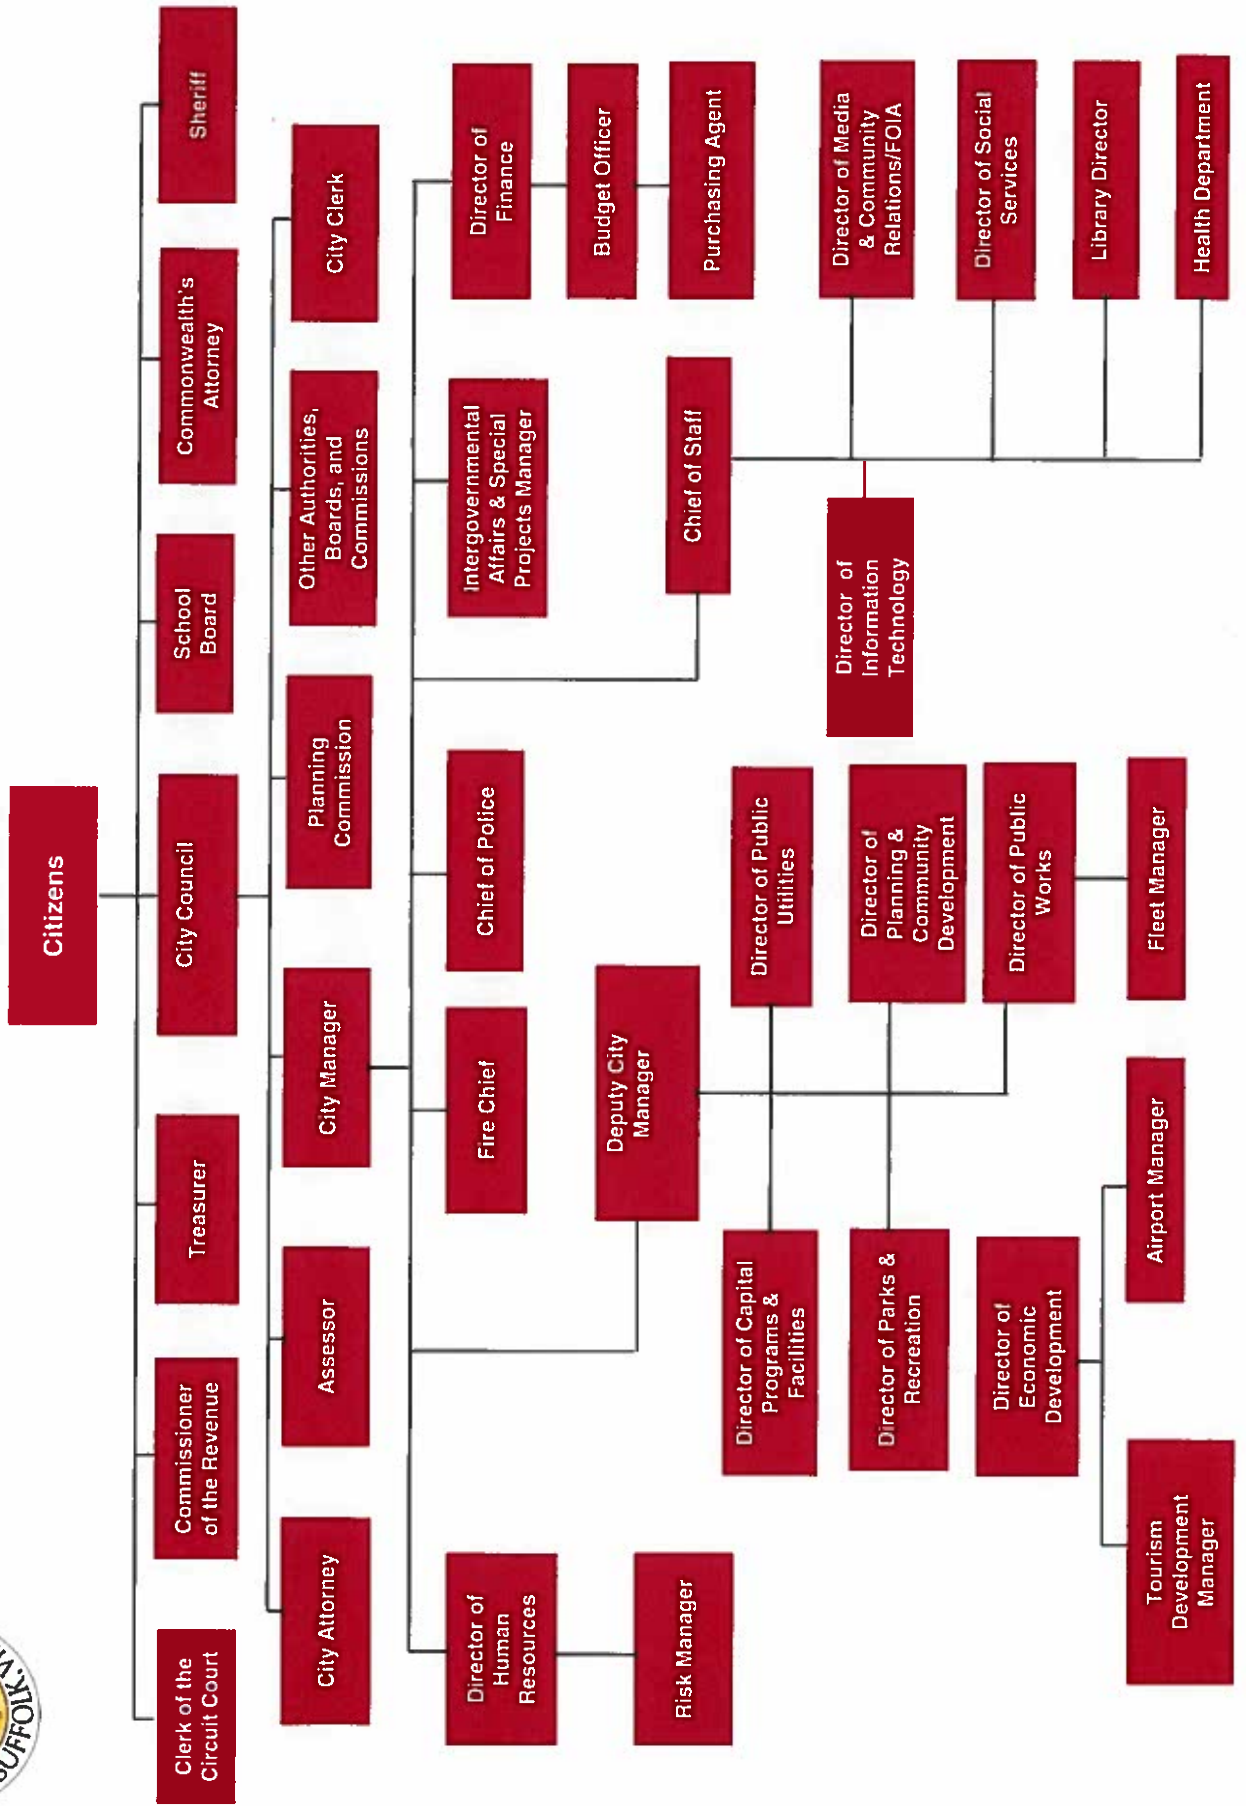 SUFFOLK, VI
Citizens
Clerk of the
Circuit Court
Commissioner
of the Revenue
Treasurer
City Council
School
Board
Commonwealth's
Attorney
Sheriff
City Attorney
Assessor
City Manager
Planning
Commission
Other Authorities,
Boards, and
Commissions
City Clerk
Director of
Human
Resources
Risk Manager
Fire Chief
Chief of Police
Intergovernmental
Affairs & Special
Projects Manager
Director of
Finance
Budget Officer
Purchasing Agent
Deputy City
Manager
Director of Capital
Programs &
Facilities
Director of Public
Utilities
Director of Parks &
Recreation
Director of
Planning &
Community
Development
Director of
Economic
Development
Director of Public
Works
Tourism
Development
Manager
Airport Manager
Fleet Manager
Chief of Staff
Director of
Information
Technology
Director of Media
& Community
Relations/FOIA
Director of Social
Services
Library Director
Health Department